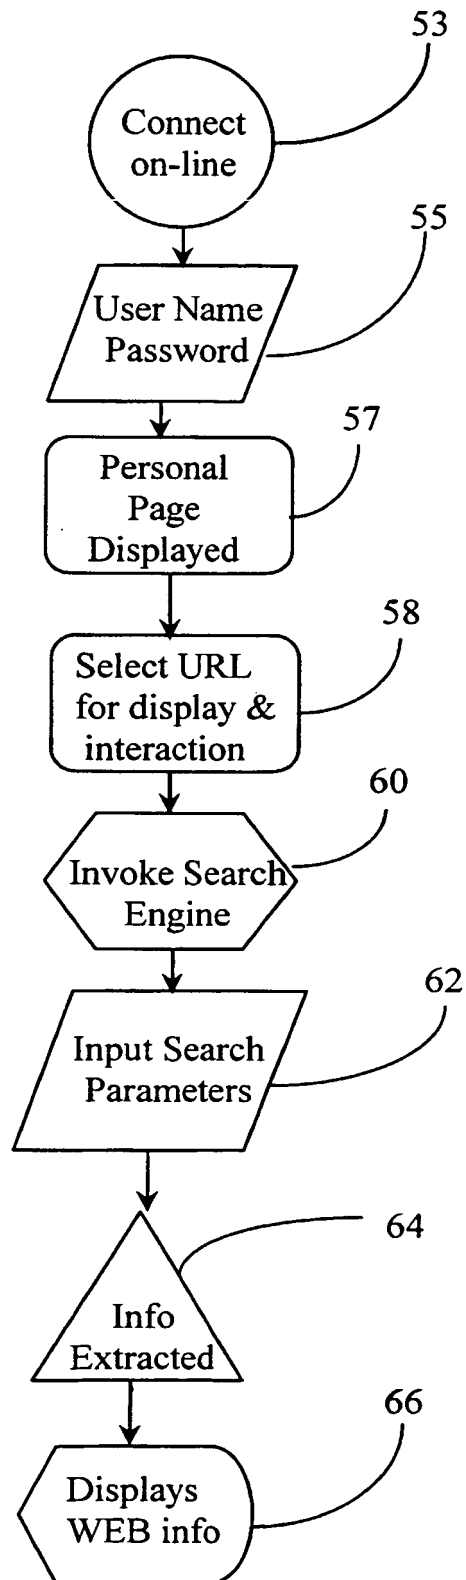 53
Connect
on-line
55
User Name
Password
57
Personal
Page
Displayed
58
Select URL
for display &
interaction
60
Invoke Search
Engine
62
Input Search
Parameters
64
Info
Extracted
66
Displays
WEB info